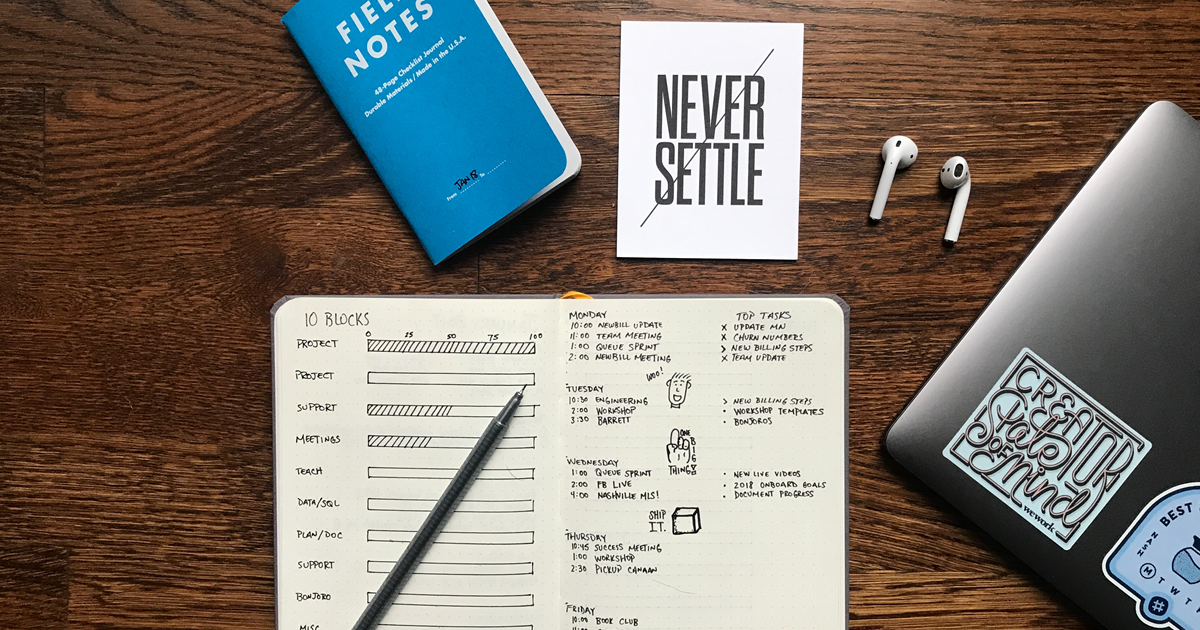 FIELD
NOTES
48-Page Checklist Journal
Durable Materials / Made in the U.S.A.
JAN 18
From To
NEVER
SETTLE
10 BLOCKS
0 25 50 75 100
PROJECT
PROJECT
SUPPORT
MEETINGS
TEACH
DATA/SQL
PLAN/DOC
SUPPORT
BONJORO
MISC
MONDAY
10:00 NEWBILL UPDATE
11:00 TEAM MEETING
1:00 QUEUE SPRINT
2:00 NEWBILL MEETING
TOP TASKS
X UPDATE MN
X CHURN NUMBERS
> NEW BILLING STEPS
X TEAM UPDATE
WOO!
TUESDAY
10:30 ENGINEERING
2:00 WORKSHOP
3:30 BARRETT
> NEW BILLING STEPS
• WORKSHOP TEMPLATES
• BONJOROS
ONE
BIG
THING
WEDNESDAY
1:00 QUEUE SPRINT
2:00 FB LIVE
4:00 NASHVILLE MLS!
• NEW LIVE VIDEOS
• 2018 ONBOARD GOALS
• DOCUMENT PROGRESS
SHIP
IT.
THURSDAY
10:45 SUCCESS MEETING
1:00 WORKSHOP
2:30 PICKUP CANAAN
FRIDAY
10:00 BOOK CLUB
CREATOR
State
of
Mind
wework
BEST
NASH
M T W T
#